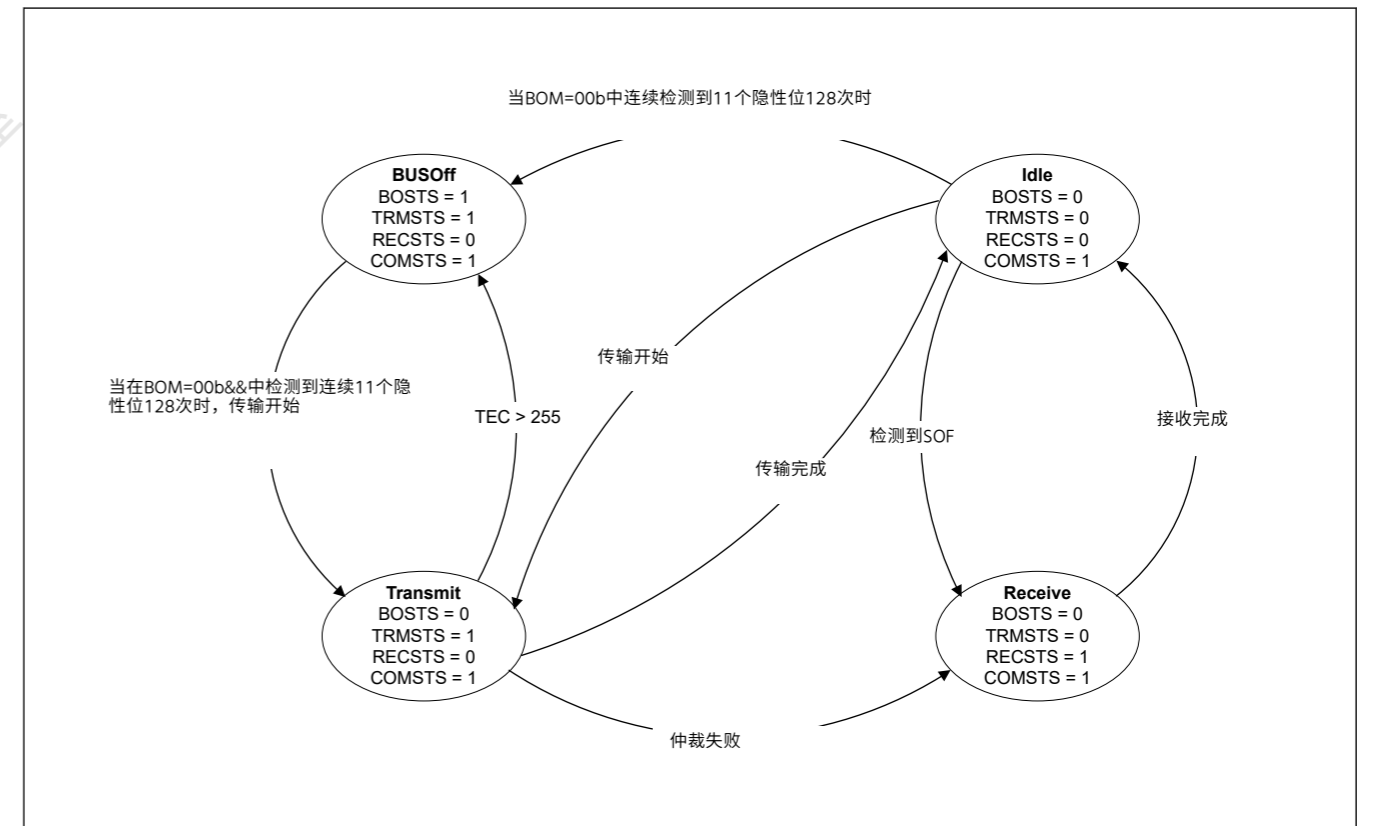 当BOM=00b中连续检测到11个隐性位128次时
BUSOff
BOSTS = 1
TRMSTS = 1
RECSTS = 0
COMSTS = 1
Idle
BOSTS = 0
TRMSTS = 0
RECSTS = 0
COMSTS = 1
传输开始
当在BOM=00b&&中检测到连续11个隐
性位128次时，传输开始
TEC > 255
传输完成
检测到SOF
接收完成
Transmit
BOSTS = 0
TRMSTS = 1
RECSTS = 0
COMSTS = 1
Receive
BOSTS = 0
TRMSTS = 0
RECSTS = 1
COMSTS = 1
仲裁失败